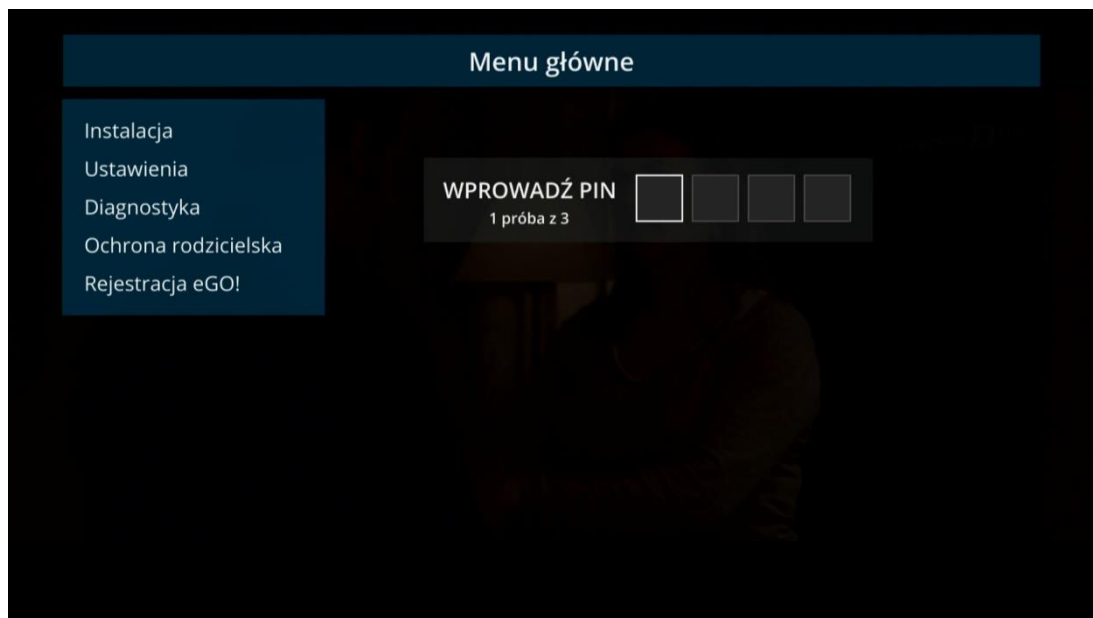 Menu główne
Instalacja
Ustawienia
Diagnostyka
Ochrona rodzicielska
Rejestracja eGO!
WPROWADŹ PIN
1 próba z 3